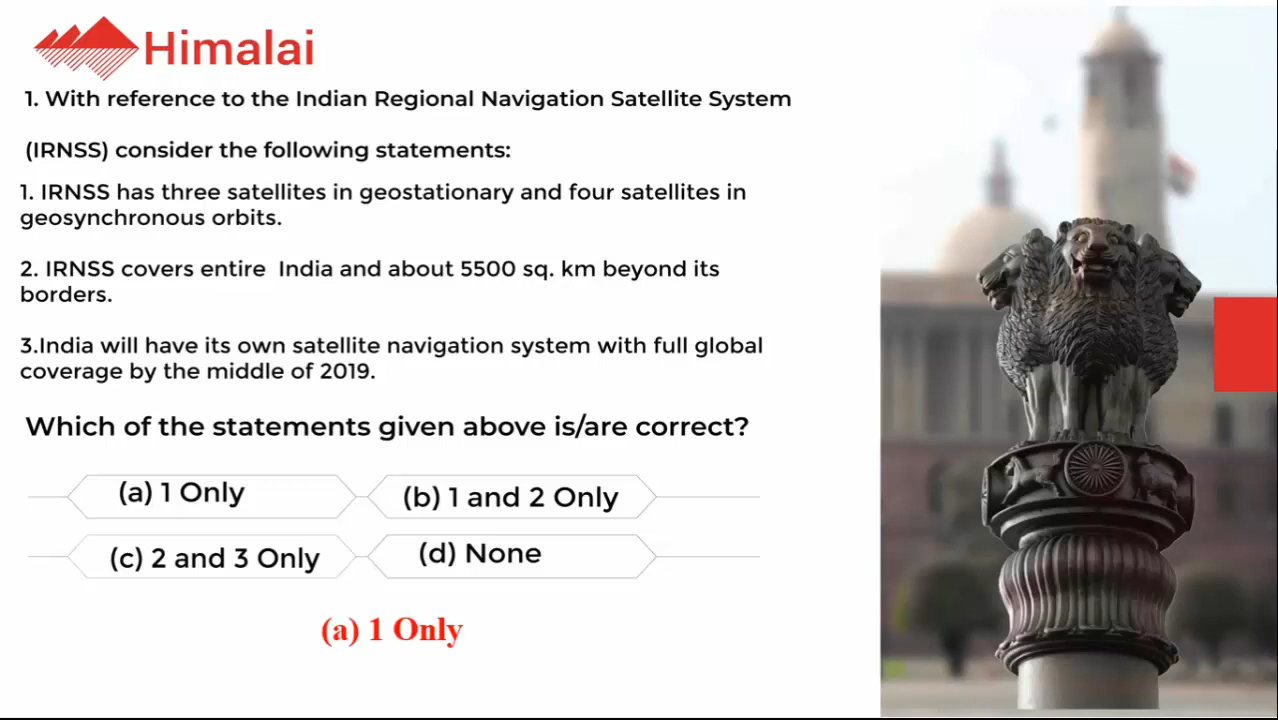 Himalai
1. With reference to the Indian Regional Navigation Satellite System
(IRNSS) consider the following statements:
1. IRNSS has three satellites in geostationary and four satellites in
geosynchronous orbits.
2. IRNSS covers entire India and about 5500 sq. km beyond its
borders.
3.India will have its own satellite navigation system with full global
coverage by the middle of 2019.
Which of the statements given above is/are correct?
(a) 1 Only
(b) 1 and 2 Only
(c) 2 and 3 Only
(d) None
(a) 1 Only